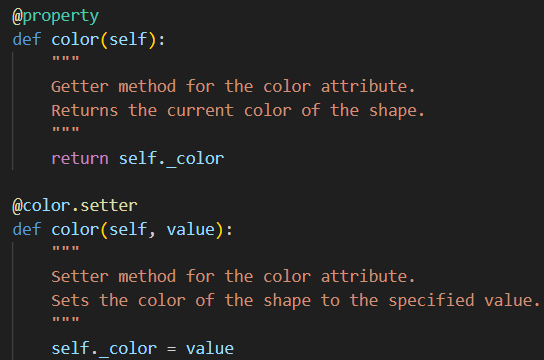 @property
def color(self):
    """
    Getter method for the color attribute.
    Returns the current color of the shape.
    """
    return self._color
@color.setter
def color(self, value):
    """
    Setter method for the color attribute.
    Sets the color of the shape to the specified value.
    """
    self._color = value